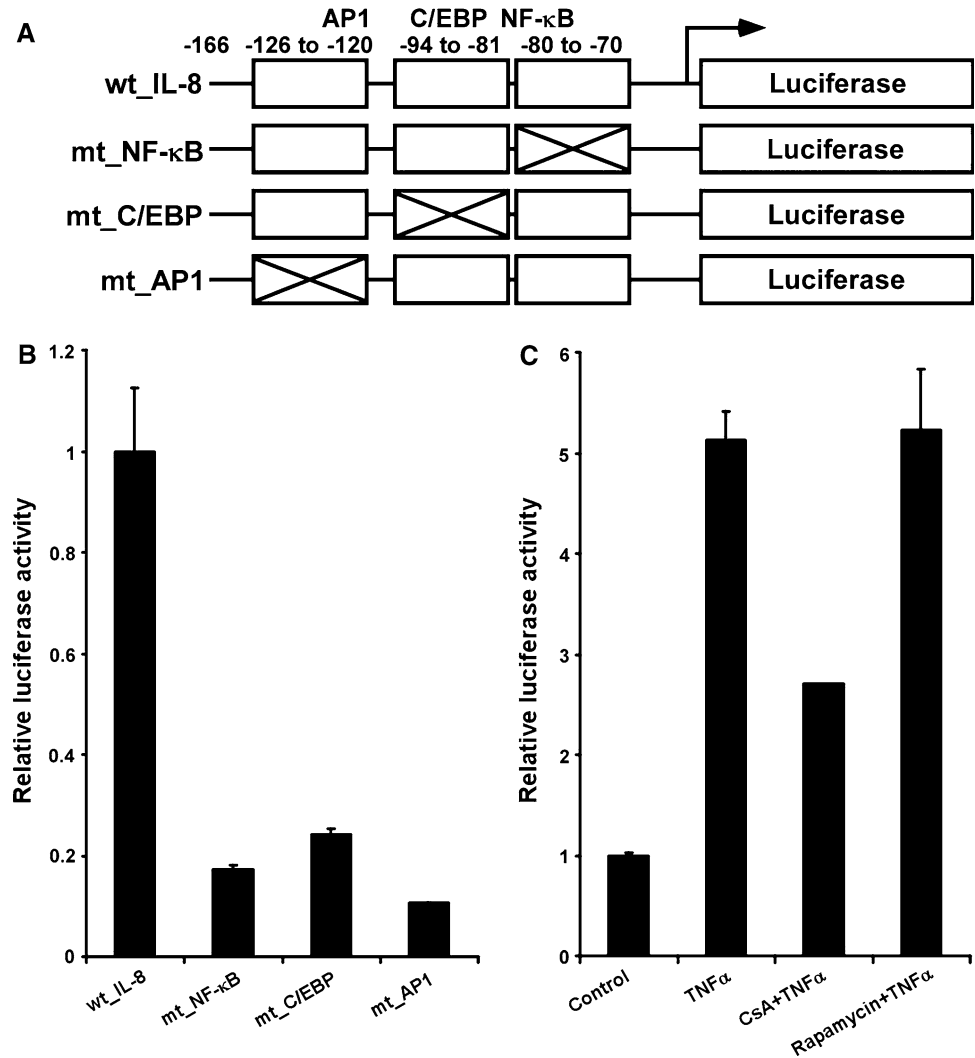 A
AP1 C/EBP NF-κB
-166 -126 to -120 -94 to -81 -80 to -70
wt_IL-8 Luciferase
mt_NF-κB Luciferase
mt_C/EBP Luciferase
mt_AP1 Luciferase
B
Relative luciferase activity
1.2
1
0.8
0.6
0.4
0.2
0
wt_IL-8
mt_NF-κB
mt_C/EBP
mt_AP1
C
Relative luciferase activity
6
5
4
3
2
1
0
Control
TNFα
CsA+TNFα
Rapamycin+TNFα